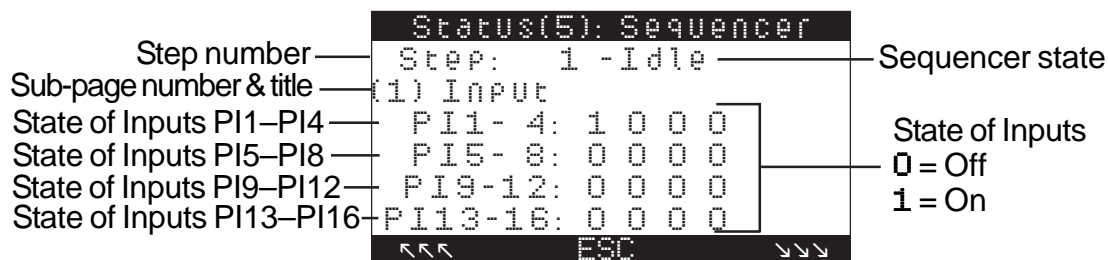 Status(5): Sequencer
Step number
Step: 1 -Idle
Sequencer state
Sub-page number & title
(1) Input
State of Inputs PI1–PI4
PI1- 4: 1 0 0 0
State of Inputs PI5–PI8
PI5- 8: 0 0 0 0
State of Inputs PI9–PI12
PI9-12: 0 0 0 0
State of Inputs PI13–PI16
PI13-16: 0 0 0 0
State of Inputs
0 = Off
1 = On
↖↖↖ ESC ↘↘↘